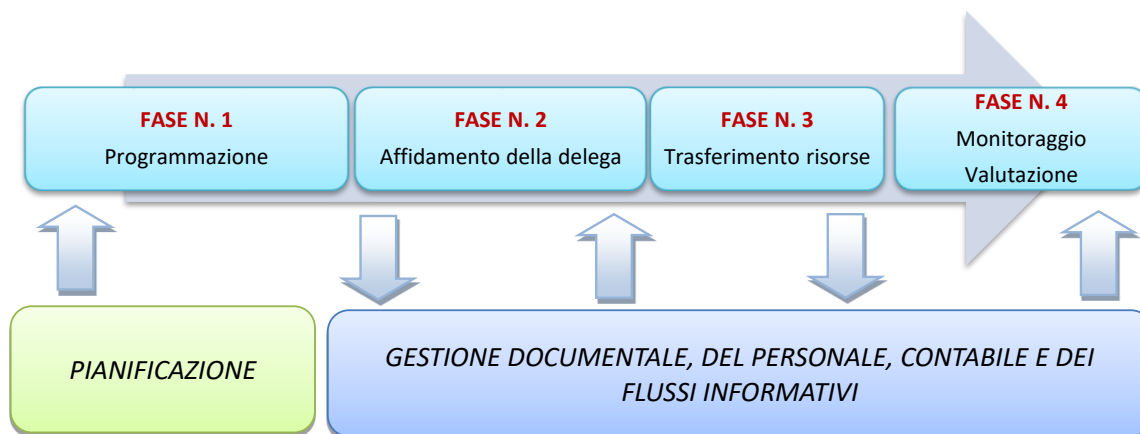 FASE N. 1
Programmazione
FASE N. 2
Affidamento della delega
FASE N. 3
Trasferimento risorse
FASE N. 4
Monitoraggio
Valutazione
PIANIFICAZIONE
GESTIONE DOCUMENTALE, DEL PERSONALE, CONTABILE E DEI
FLUSSI INFORMATIVI